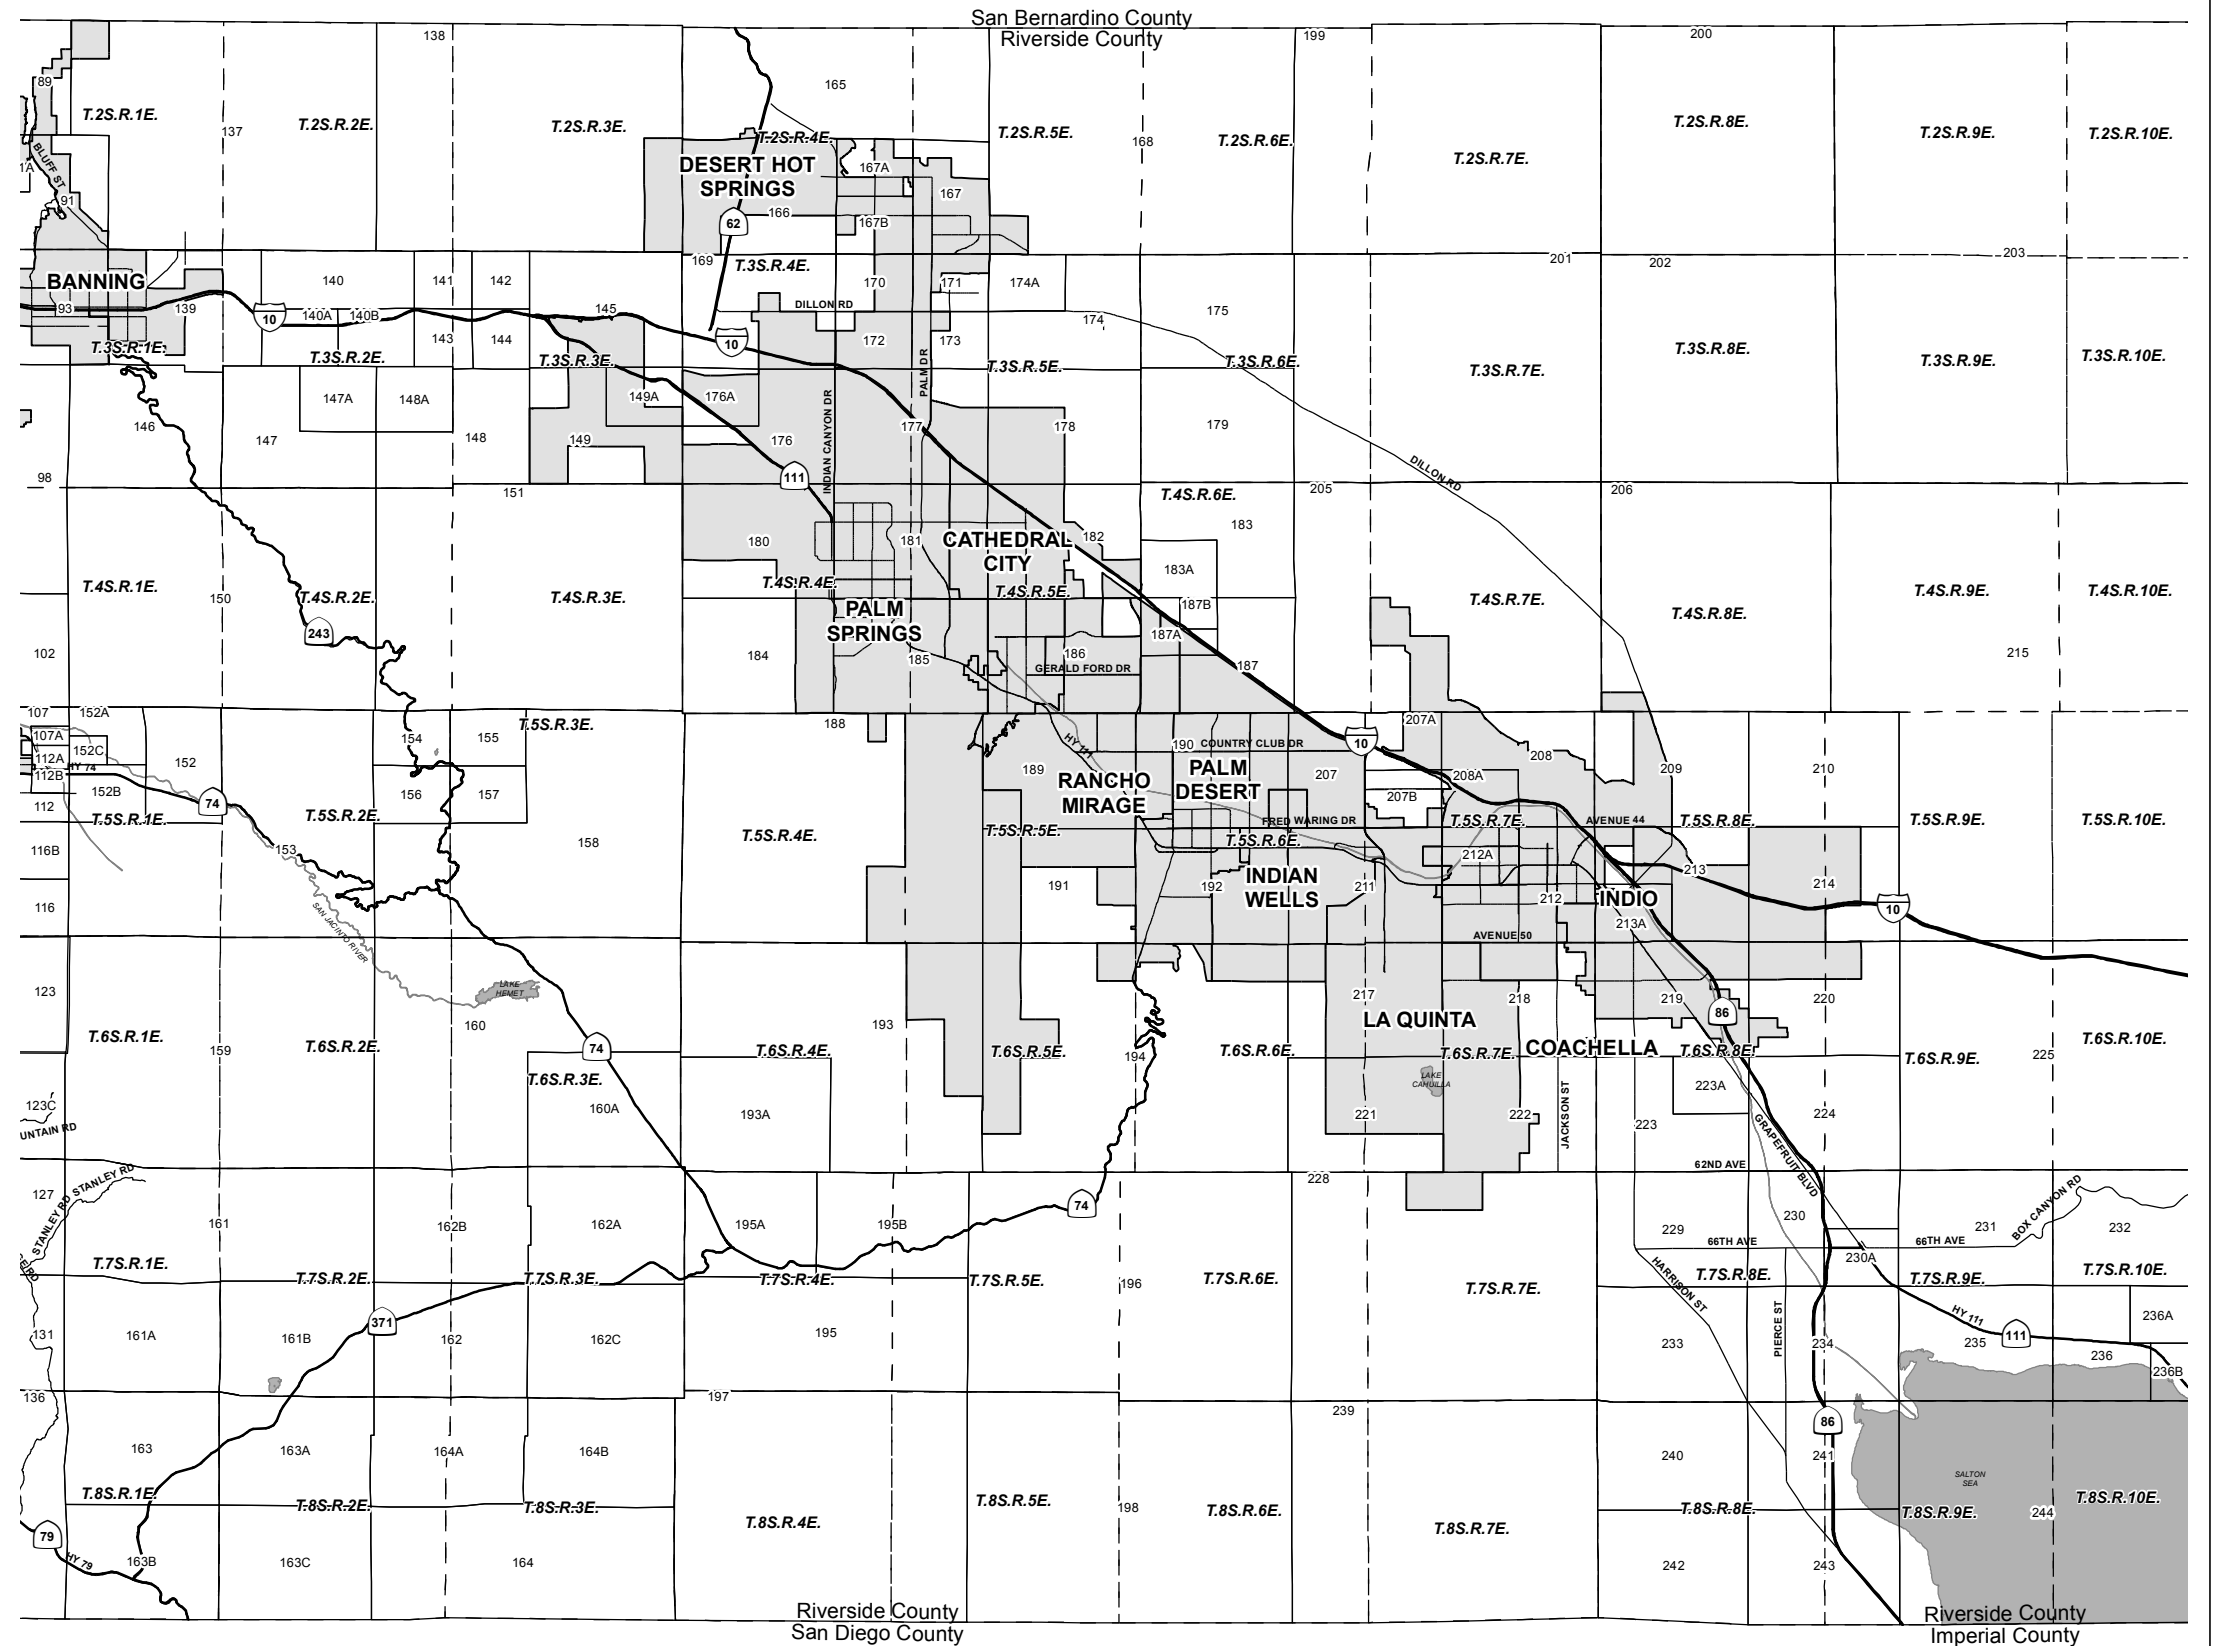 San Bernardino County
Riverside County
138
199
200
89
165
T.2S.R.1E.
137
T.2S.R.2E.
T.2S.R.3E.
T.2S.R.4E.
T.2S.R.5E.
168
T.2S.R.6E.
T.2S.R.7E.
T.2S.R.8E.
T.2S.R.9E.
T.2S.R.10E.
BLUFF ST
1A
91
DESERT HOT
SPRINGS
167A
167
166
167B
62
169
T.3S.R.4E.
201
202
203
BANNING
93
139
10
140
140A
140B
141
142
145
170
171
174A
DILLON RD
174
175
T.3S.R.1E.
T.3S.R.2E.
143
144
T.3S.R.3E.
10
172
173
PALM DR
T.3S.R.5E.
T.3S.R.6E.
T.3S.R.7E.
T.3S.R.8E.
T.3S.R.9E.
T.3S.R.10E.
146
147A
148A
147
148
149A
149
176A
176
INDIAN CANYON DR
177
178
179
98
111
151
DILLON RD
T.4S.R.6E.
205
206
183
180
181
CATHEDRAL
CITY
182
183A
T.4S.R.1E.
150
T.4S.R.2E.
T.4S.R.3E.
T.4S.R.4E.
T.4S.R.5E.
187B
T.4S.R.7E.
T.4S.R.8E.
T.4S.R.9E.
T.4S.R.10E.
243
PALM
SPRINGS
187A
102
184
185
186
GERALD FORD DR
187
215
107
152A
107A
152C
112A
HY 74
112B
152B
112
152
74
154
155
156
157
T.5S.R.3E.
188
HY 111
190
COUNTRY CLUB DR
10
207A
208
189
RANCHO
MIRAGE
PALM
DESERT
207
208A
207B
209
210
T.5S.R.1E.
T.5S.R.2E.
T.5S.R.4E.
T.5S.R.5E.
FRED WARING DR
T.5S.R.6E.
T.5S.R.7E.
AVENUE 44
T.5S.R.8E.
T.5S.R.9E.
T.5S.R.10E.
116B
153
158
212A
213
116
SAN JACINTO RIVER
191
192
INDIAN
WELLS
211
212
INDIO
213A
214
10
AVENUE 50
123
LAKE
HEMET
160
193
217
218
219
86
220
T.6S.R.1E.
159
T.6S.R.2E.
74
T.6S.R.3E.
T.6S.R.4E.
T.6S.R.5E.
194
T.6S.R.6E.
LA QUINTA
T.6S.R.7E.
COACHELLA
T.6S.R.8E.
T.6S.R.9E.
225
T.6S.R.10E.
LAKE
CAHUILLA
123C
UNTAIN RD
160A
193A
221
222
JACKSON ST
223
223A
224
GRAPEFRUIT BLVD
62ND AVE
127
STANLEY RD
STANLEY RD
161
162B
162A
195A
195B
74
228
229
230
231
BOX CANYON RD
232
66TH AVE
66TH AVE
230A
T.7S.R.1E.
T.7S.R.2E.
T.7S.R.3E.
T.7S.R.4E.
T.7S.R.5E.
196
T.7S.R.6E.
T.7S.R.7E.
HARRISON ST
T.7S.R.8E.
T.7S.R.9E.
T.7S.R.10E.
131
161A
161B
371
162
162C
195
233
PIERCE ST
234
HY 111
235
111
236A
236
236B
136
197
239
86
163
163A
164A
164B
240
241
SALTON
SEA
T.8S.R.1E.
T.8S.R.2E.
T.8S.R.3E.
T.8S.R.4E.
T.8S.R.5E.
198
T.8S.R.6E.
T.8S.R.7E.
T.8S.R.8E.
T.8S.R.9E.
244
T.8S.R.10E.
79
HY 79
163B
163C
164
242
243
Riverside County
San Diego County
Riverside County
Imperial County